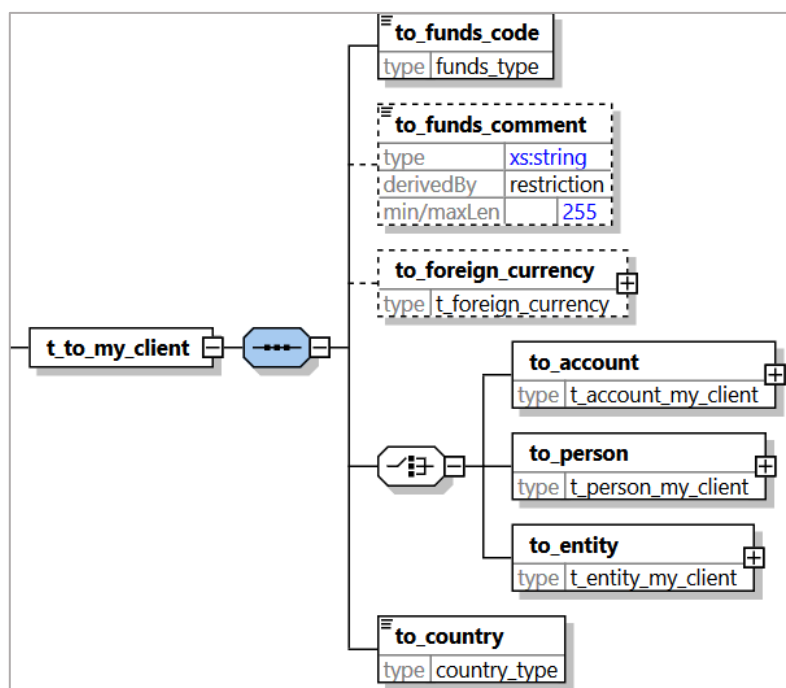 to_funds_code
type funds_type
to_funds_comment
type xs:string
derivedBy restriction
min/maxLen 255
to_foreign_currency
type t_foreign_currency
t_to_my_client
to_account
type t_account_my_client
to_person
type t_person_my_client
to_entity
type t_entity_my_client
to_country
type country_type